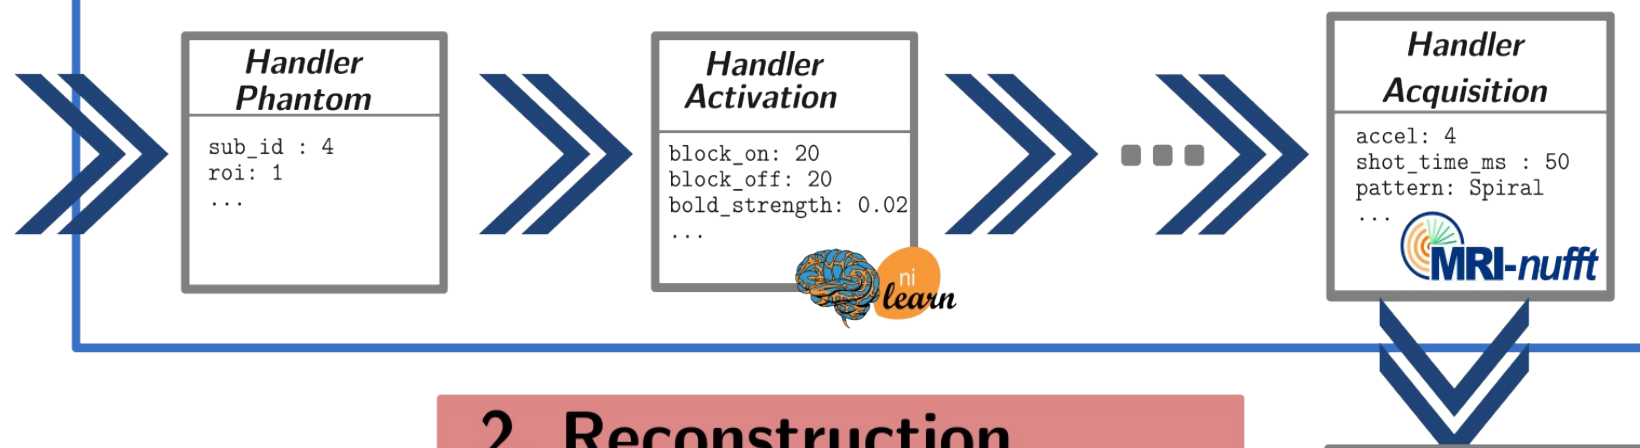 Handler
Phantom
sub_id : 4
roi: 1
...
Handler
Activation
block_on: 20
block_off: 20
bold_strength: 0.02
...
ni
learn
Handler
Acquisition
accel: 4
shot_time_ms : 50
pattern: Spiral
...
MRI-nufft
2. Reconstruction